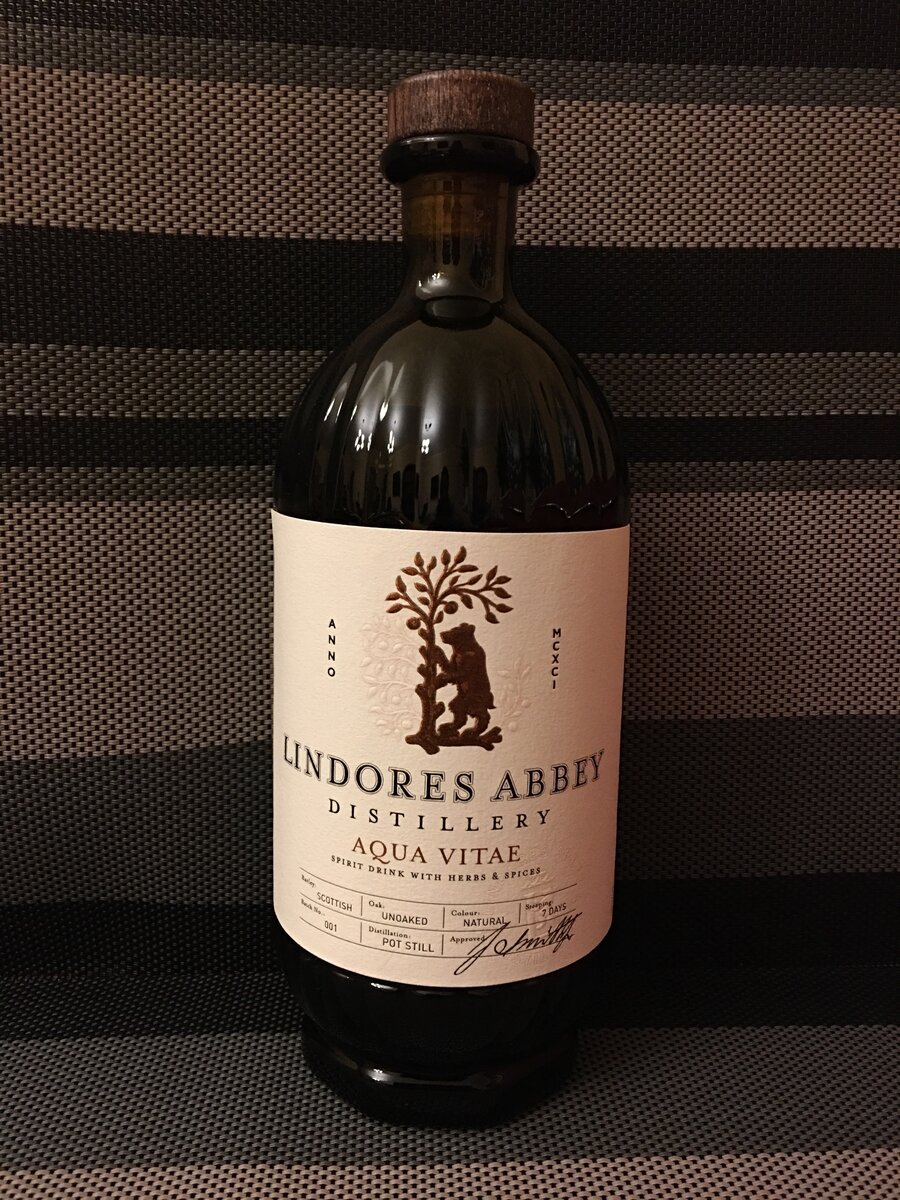 ANNO
MCXCI
LINDORES ABBEY
DISTILLERY
AQUA VITAE
SPIRIT DRINK WITH HERBS & SPICES
Barley: SCOTTISH Oak: UNOAKED Colour: NATURAL Steeping: 7 DAYS
Batch No.- 001 Distillation: POT STILL Approved